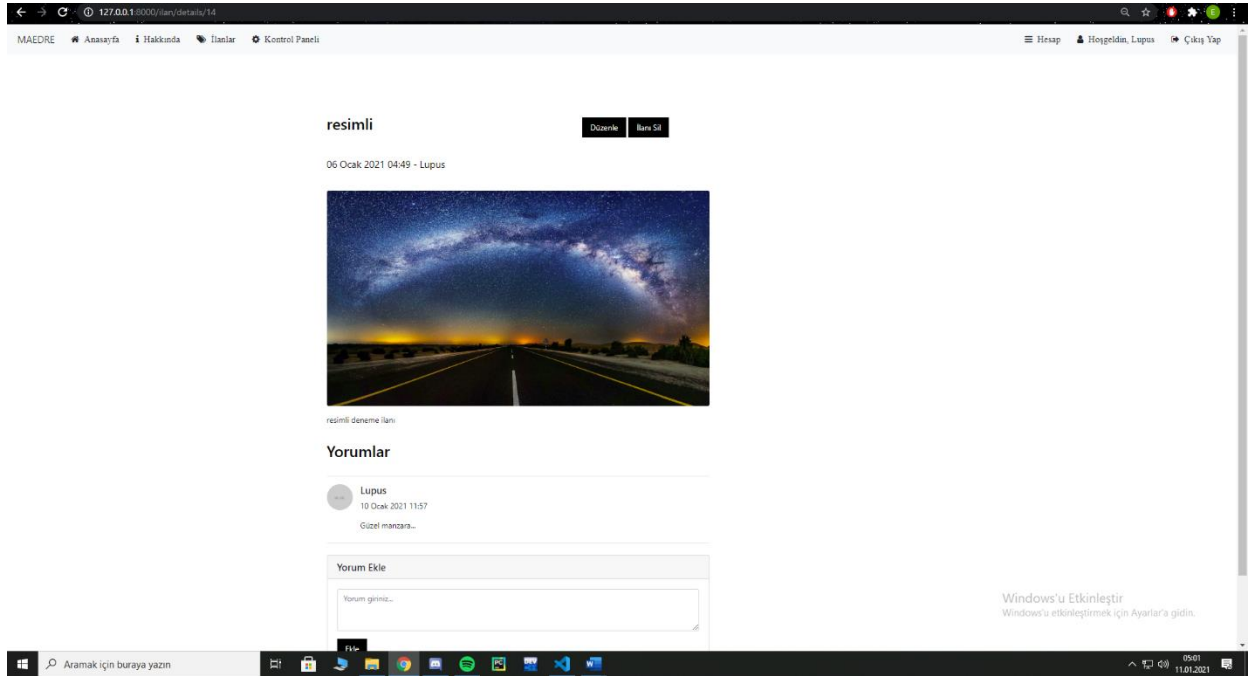 127.0.0.1:8000/ilan/details/14
MAEDRE Anasayfa Hakkında İlanlar Kontrol Paneli Hesap Hoşgeldin, Lupus Çıkış Yap
resimli Düzenle İlanı Sil
06 Ocak 2021 04:49 - Lupus
resimli deneme ilanı
Yorumlar
Lupus
10 Ocak 2021 11:57
Güzel manzara...
Yorum Ekle
Yorum giriniz...
Ekle
Windows'u Etkinleştir
Windows'u etkinleştirmek için Ayarlar'a gidin.
Aramak için buraya yazın
05:01
11.01.2021